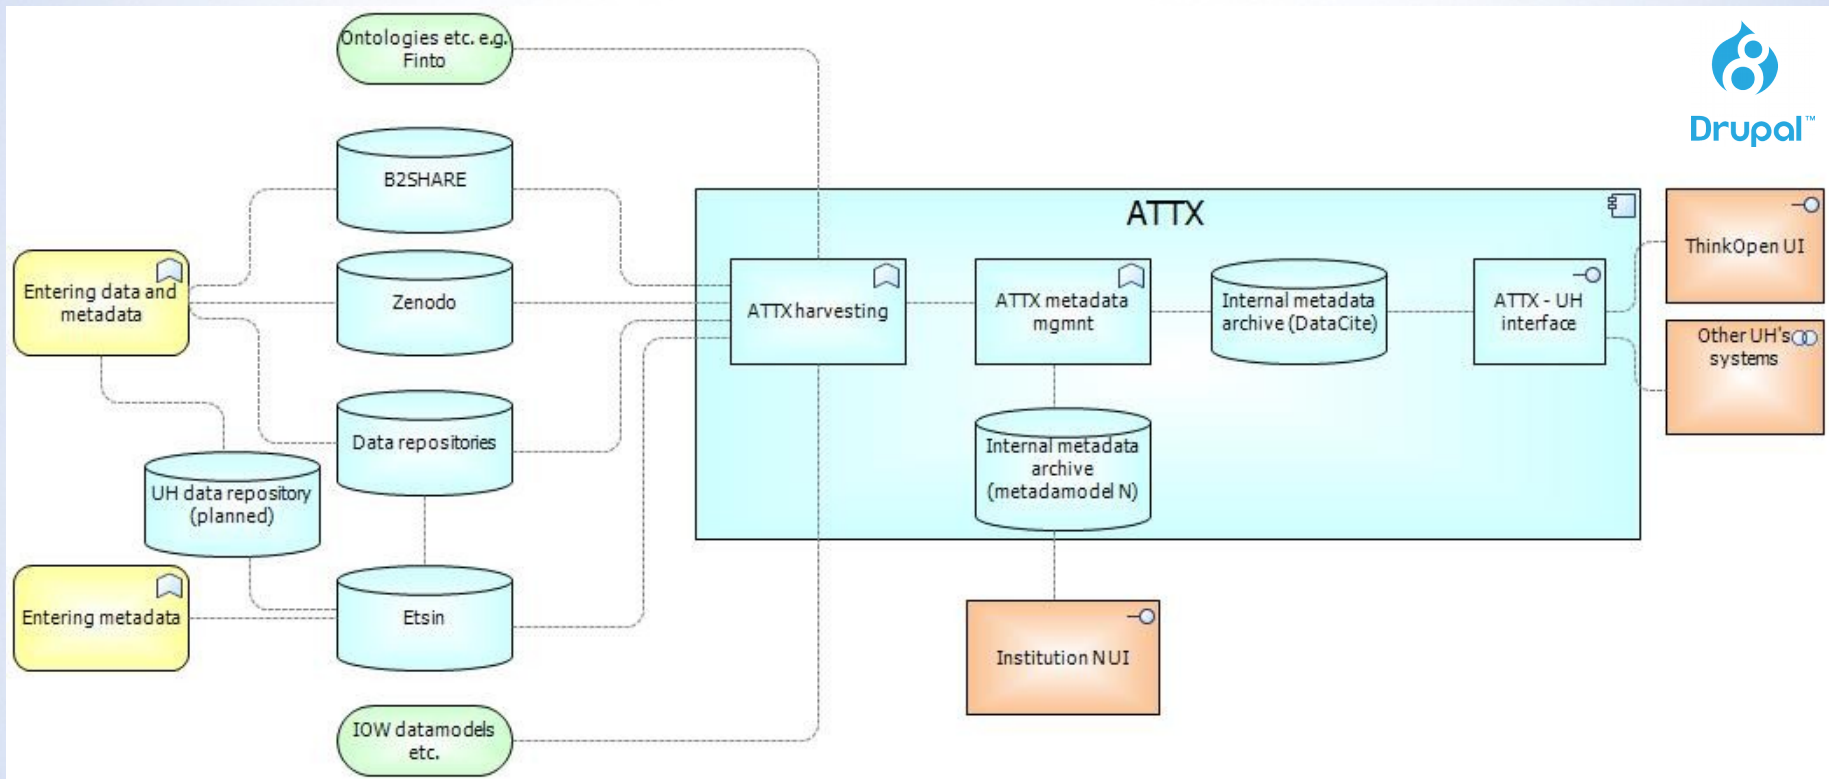 Ontologies etc. e.g.
Finto
Drupal™
B2SHARE
ATTX
ThinkOpen UI
Entering data and
metadata
Zenodo
ATTX harvesting
ATTX metadata
mgmnt
Internal metadata
archive (DataCite)
ATTX - UH
interface
Other UH's
systems
Data repositories
Internal metadata
archive
(metadamodel N)
UH data repository
(planned)
Entering metadata
Etsin
Institution N UI
IOW datamodels
etc.